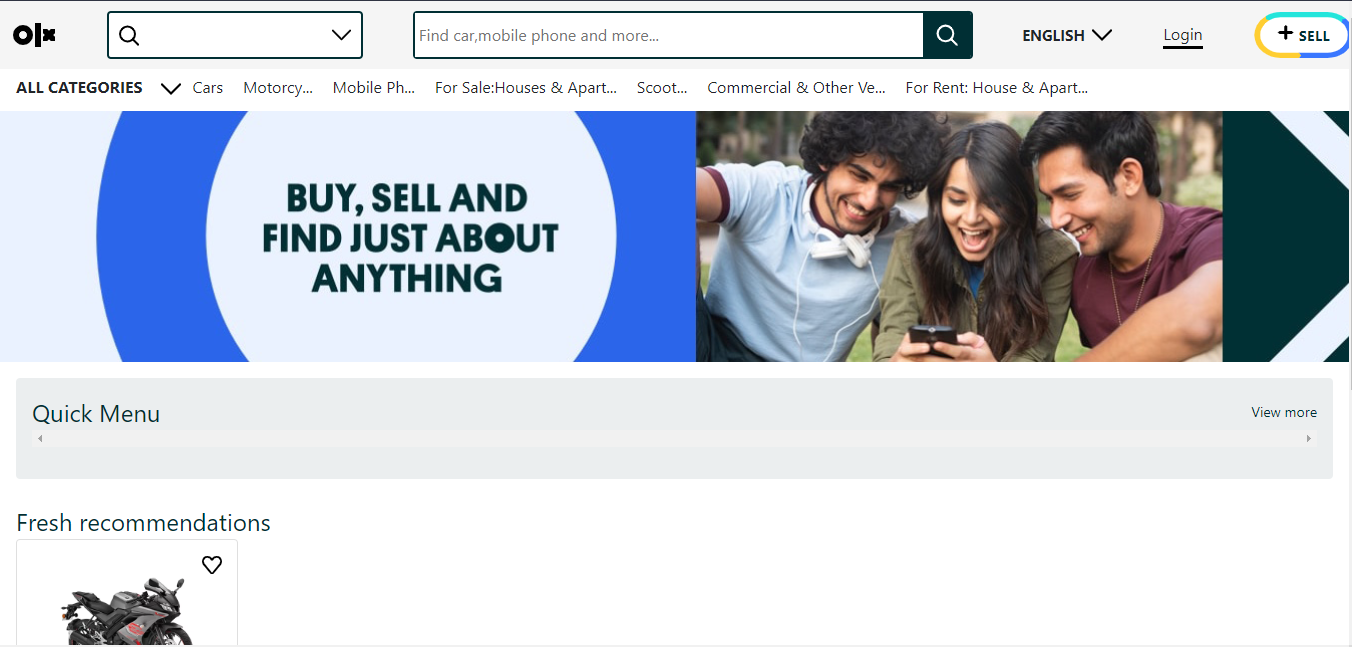 olx
Find car,mobile phone and more...
ENGLISH
Login
+ SELL
ALL CATEGORIES
Cars
Motorcy...
Mobile Ph...
For Sale:Houses & Apart...
Scoot...
Commercial & Other Ve...
For Rent: House & Apart...
BUY, SELL AND
FIND JUST ABOUT
ANYTHING
Quick Menu
View more
Fresh recommendations